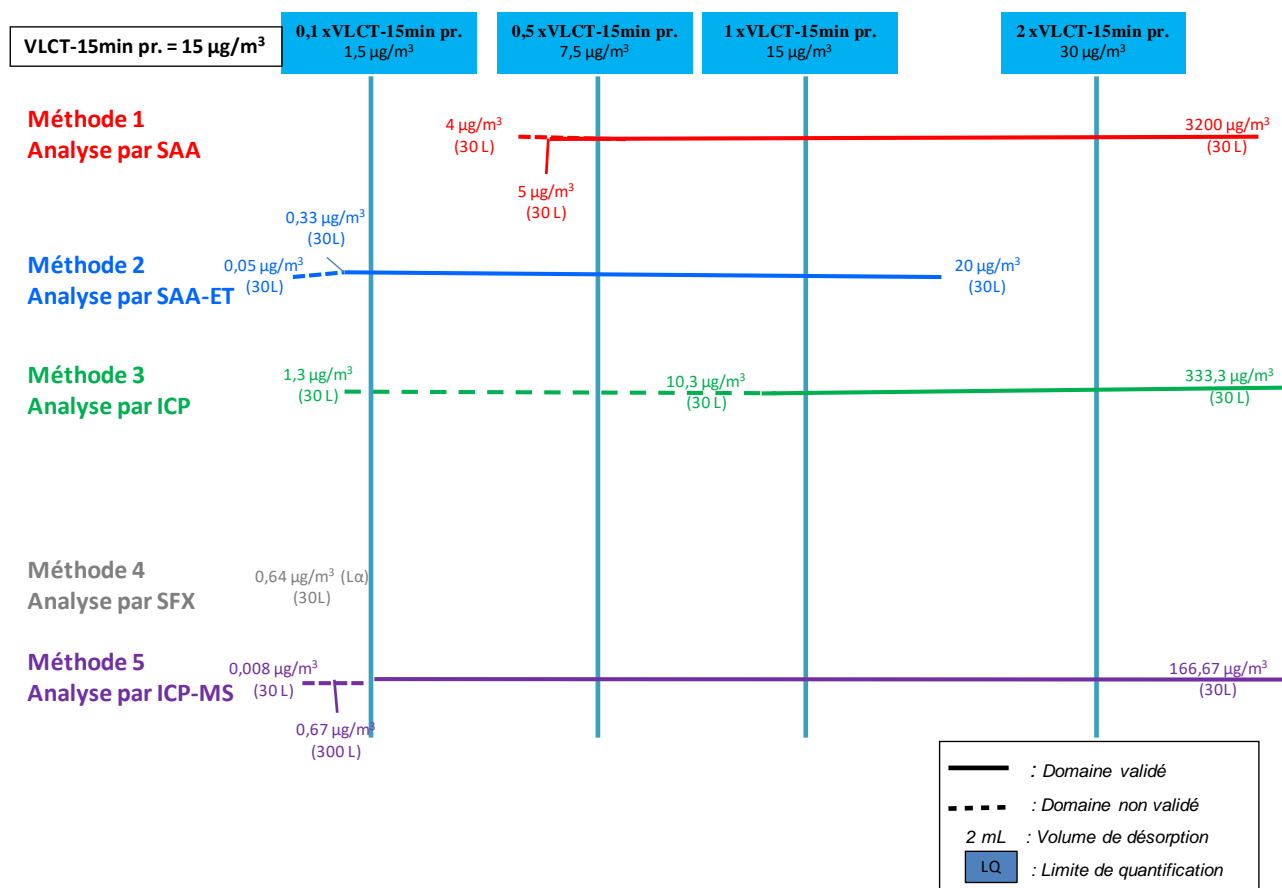 VLCT-15min pr. = 15 µg/m³
0,1 xVLCT-15min pr.
1,5 µg/m³
0,5 xVLCT-15min pr.
7,5 µg/m³
1 xVLCT-15min pr.
15 µg/m³
2 xVLCT-15min pr.
30 µg/m³
Méthode 1
Analyse par SAA
4 µg/m³
(30 L)
5 µg/m³
(30 L)
3200 µg/m³
(30 L)
Méthode 2
Analyse par SAA-ET
0,33 µg/m³
(30L)
0,05 µg/m³
(30L)
20 µg/m³
(30L)
Méthode 3
Analyse par ICP
1,3 µg/m³
(30 L)
10,3 µg/m³
(30 L)
333,3 µg/m³
(30 L)
Méthode 4
Analyse par SFX
0,64 µg/m³ (Lα)
(30L)
Méthode 5
Analyse par ICP-MS
0,008 µg/m³
(30 L)
0,67 µg/m³
(300 L)
166,67 µg/m³
(30L)
: Domaine validé
: Domaine non validé
2 mL : Volume de désorption
LQ : Limite de quantification